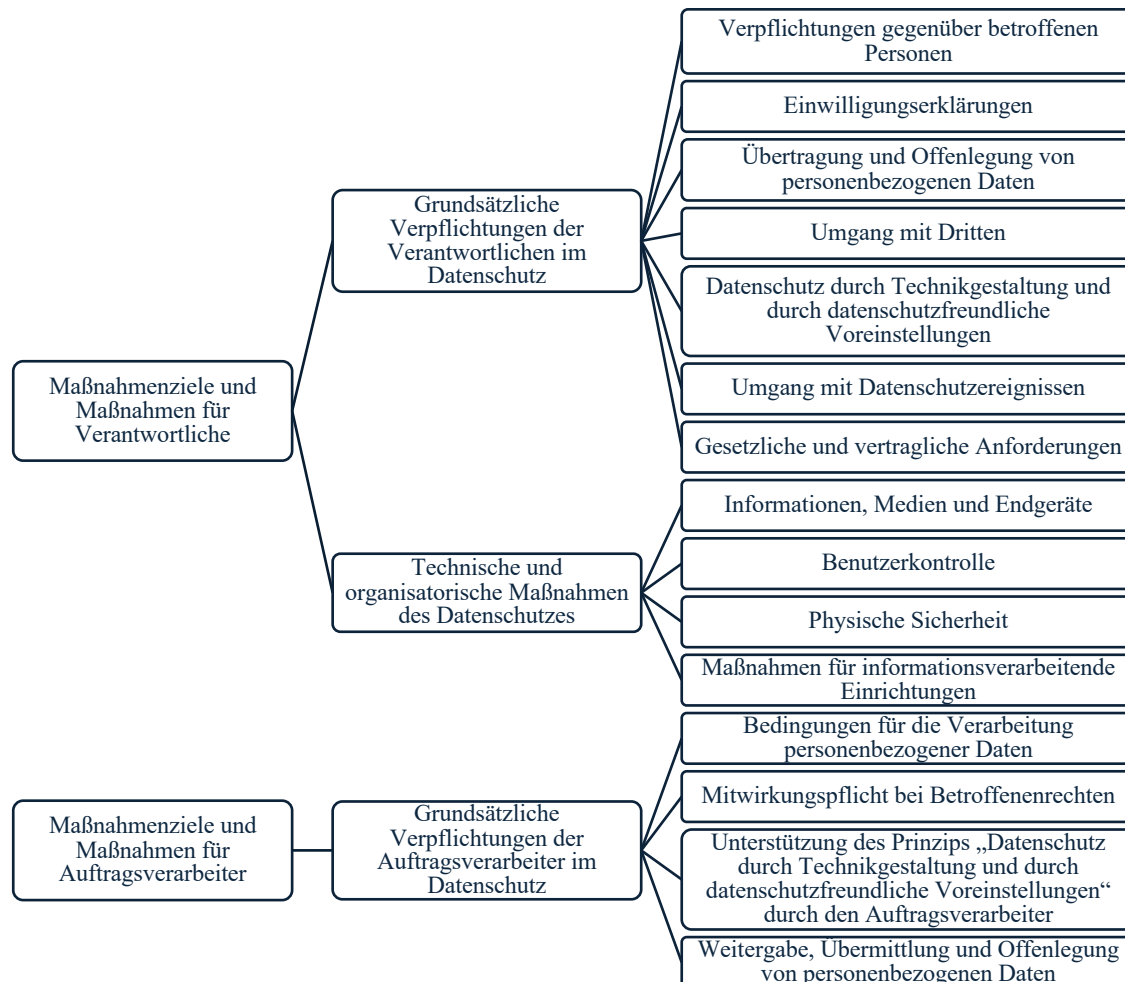 Maßnahmenziele und
Maßnahmen für
Verantwortliche
Grundsätzliche
Verpflichtungen der
Verantwortlichen im
Datenschutz
Verpflichtungen gegenüber betroffenen
Personen
Einwilligungserklärungen
Übertragung und Offenlegung von
personenbezogenen Daten
Umgang mit Dritten
Datenschutz durch Technikgestaltung und
durch datenschutzfreundliche
Voreinstellungen
Umgang mit Datenschutzereignissen
Gesetzliche und vertragliche Anforderungen
Technische und
organisatorische Maßnahmen
des Datenschutzes
Informationen, Medien und Endgeräte
Benutzerkontrolle
Physische Sicherheit
Maßnahmen für informationsverarbeitende
Einrichtungen
Maßnahmenziele und
Maßnahmen für
Auftragsverarbeiter
Grundsätzliche
Verpflichtungen der
Auftragsverarbeiter im
Datenschutz
Bedingungen für die Verarbeitung
personenbezogener Daten
Mitwirkungspflicht bei Betroffenenrechten
Unterstützung des Prinzips „Datenschutz
durch Technikgestaltung und durch
datenschutzfreundliche Voreinstellungen“
durch den Auftragsverarbeiter
Weitergabe, Übermittlung und Offenlegung
von personenbezogenen Daten